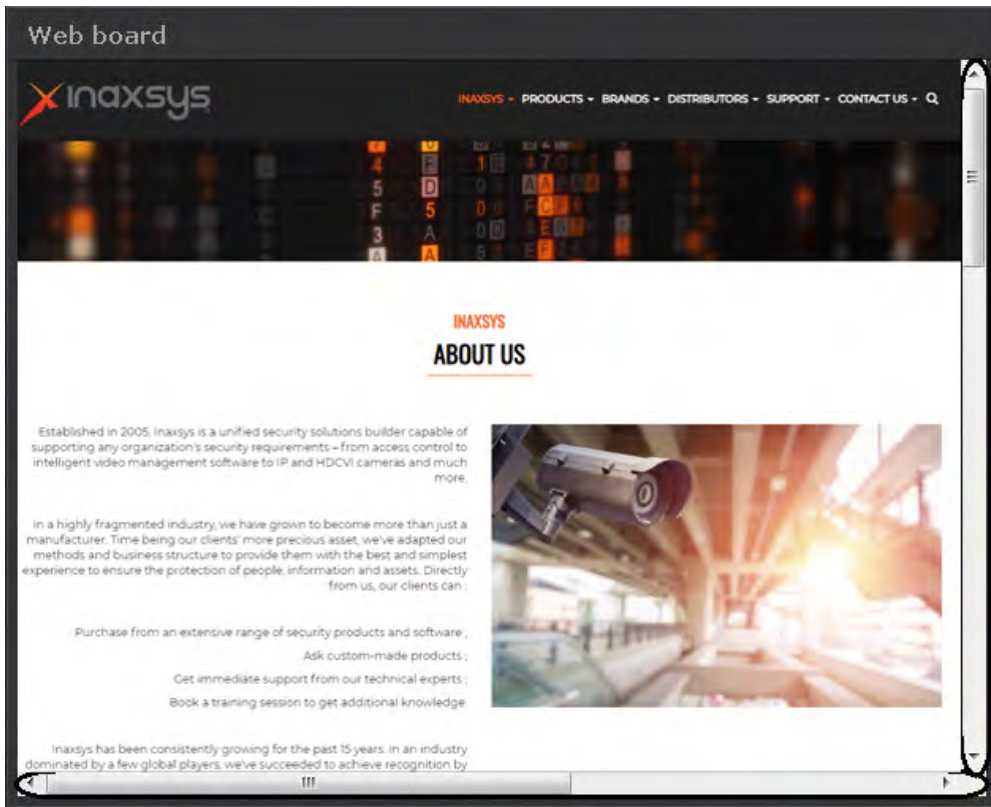 Web board
inaxsys
INAXSYS PRODUCTS BRANDS DISTRIBUTORS SUPPORT CONTACT US
INAXSYS
ABOUT US
Established in 2005, Inaxsys is a unified security solutions builder capable of
supporting any organization's security requirements – from access control to
intelligent video management software to IP and HDCVI cameras and much
more.
In a highly fragmented industry, we have grown to become more than just a
manufacturer. Time being our clients' more precious asset, we've adapted our
methods and business structure to provide them with the best and simplest
experience to ensure the protection of people, information and assets. Directly
from us, our clients can :
Purchase from an extensive range of security products and software ;
Ask custom-made products ;
Get immediate support from our technical experts ;
Book a training session to get additional knowledge.
Inaxsys has been consistently growing for the past 15 years. In an industry
dominated by a few global players, we've succeeded to achieve recognition by